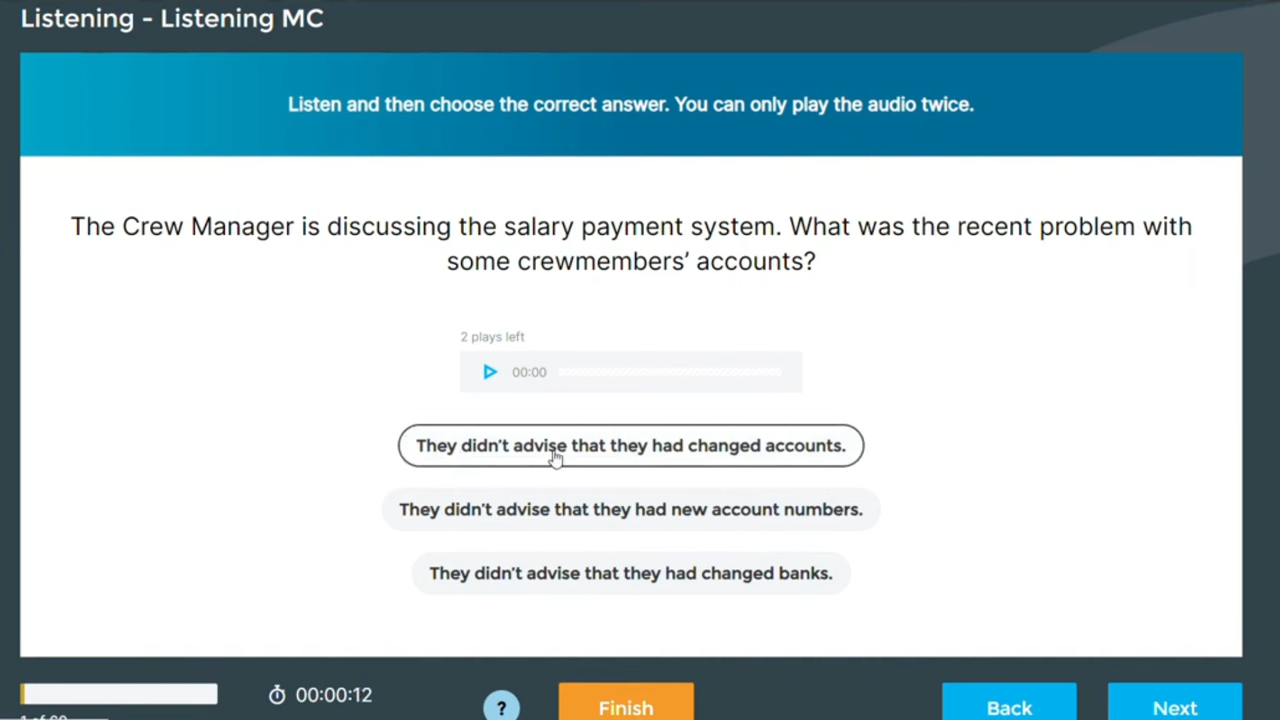 Listening - Listening MC
Listen and then choose the correct answer. You can only play the audio twice.
The Crew Manager is discussing the salary payment system. What was the recent problem with
some crewmembers’ accounts?
2 plays left
00:00
They didn’t advise that they had changed accounts.
They didn’t advise that they had new account numbers.
They didn’t advise that they had changed banks.
00:00:12
?
Finish
Back
Next